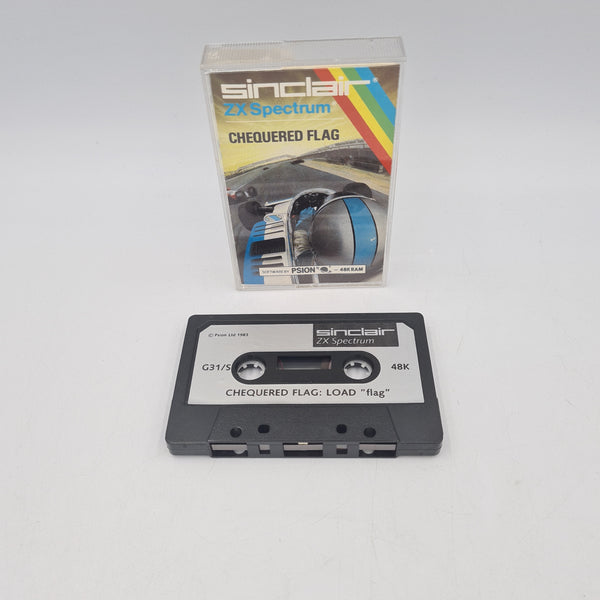 sinclair®
ZX Spectrum
CHEQUERED FLAG
SOFTWARE BY PSION — 48K RAM
© Psion Ltd 1983
sinclair
ZX Spectrum
G31/S
48K
CHEQUERED FLAG: LOAD "flag"